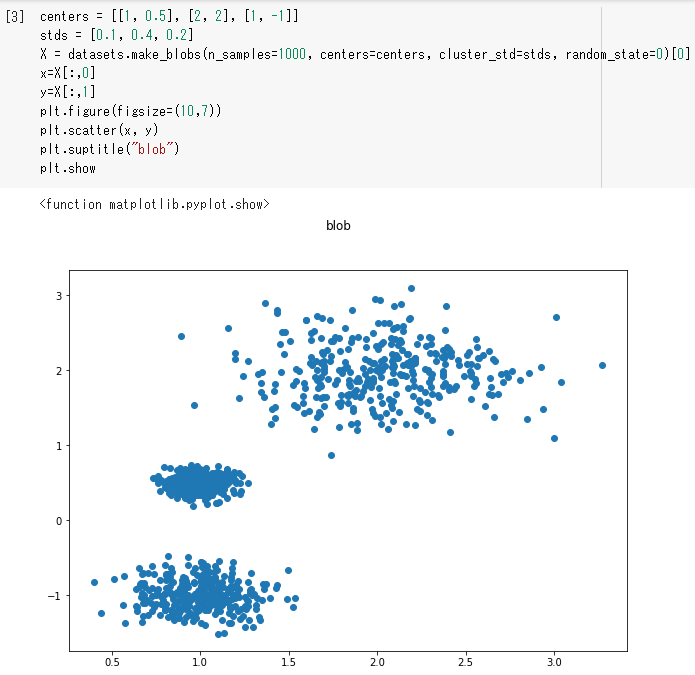 [3] centers = [[1, 0.5], [2, 2], [1, -1]]
stds = [0.1, 0.4, 0.2]
X = datasets.make_blobs(n_samples=1000, centers=centers, cluster_std=stds, random_state=0)[0]
x=X[:,0]
y=X[:,1]
plt.figure(figsize=(10,7))
plt.scatter(x, y)
plt.suptitle("blob")
plt.show
<function matplotlib.pyplot.show>
blob
3
2
1
0
−1
0.5 1.0 1.5 2.0 2.5 3.0